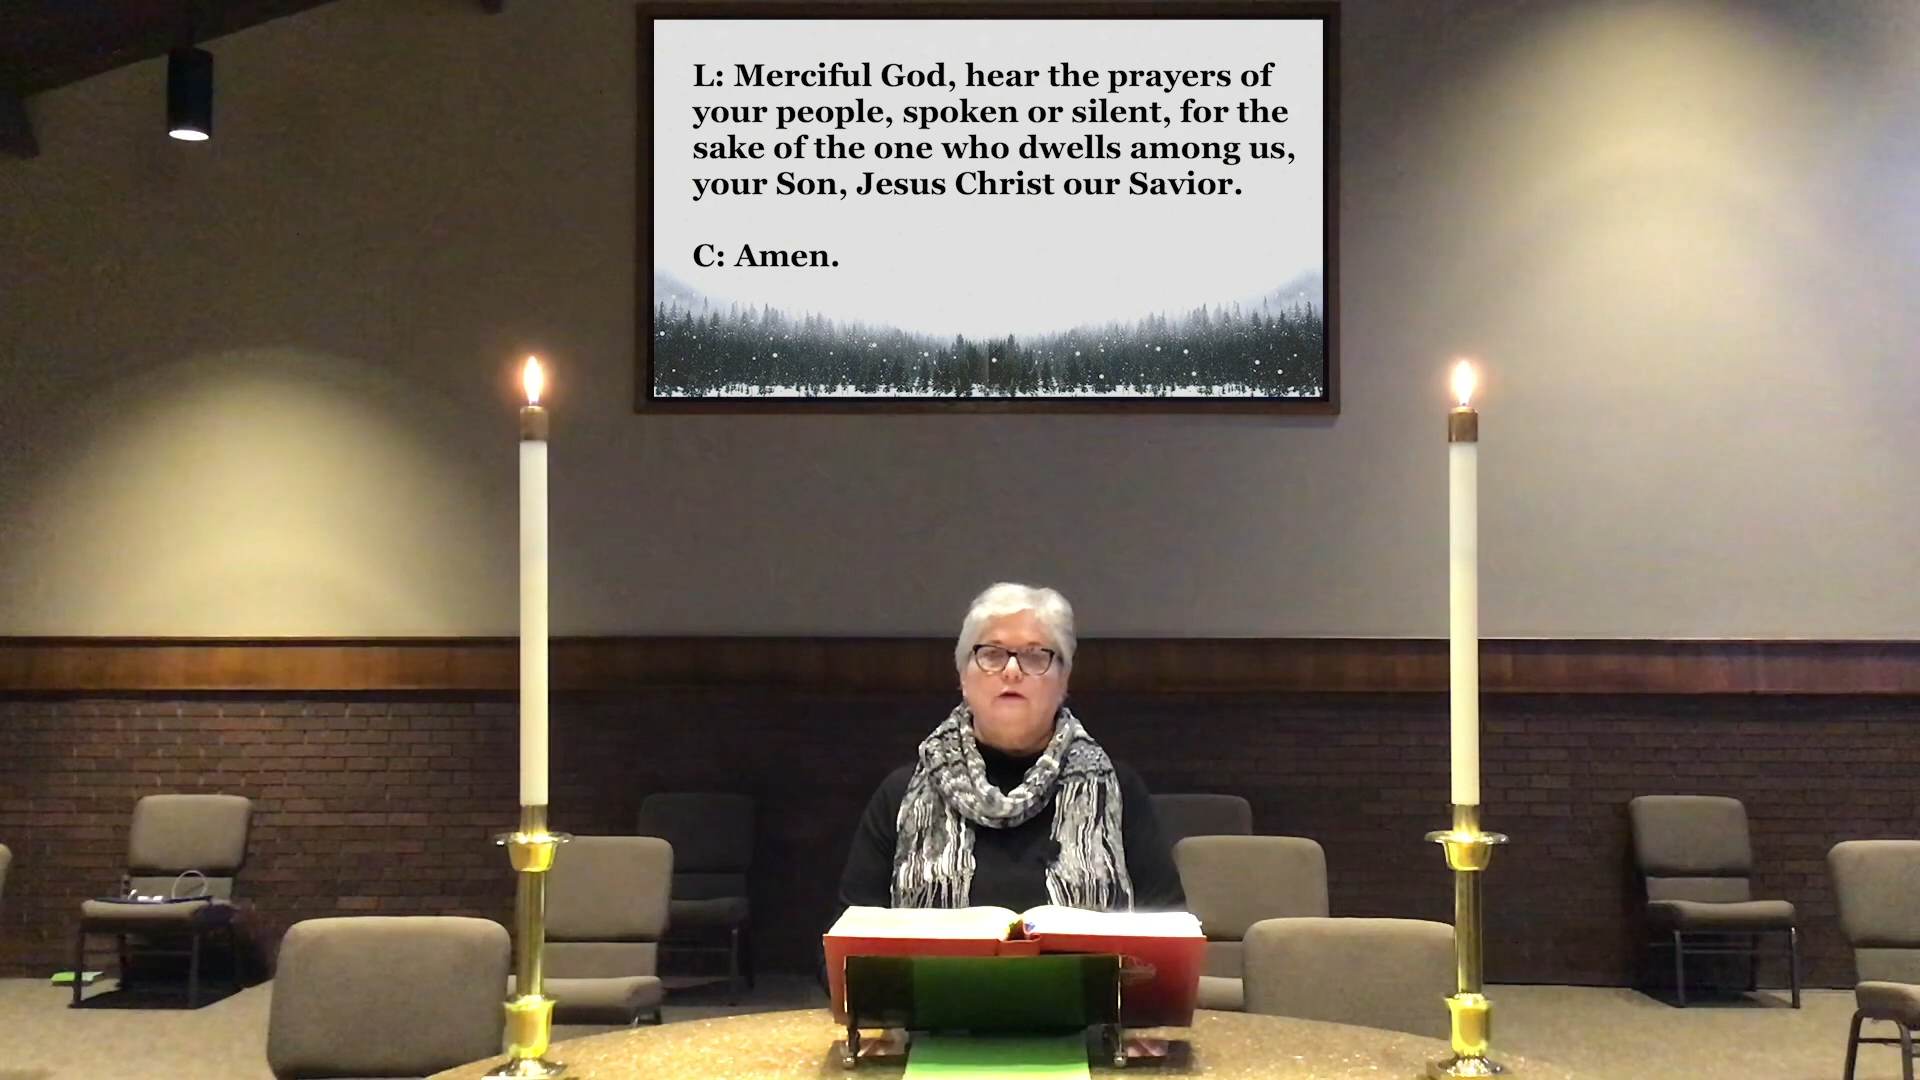 L: Merciful God, hear the prayers of
your people, spoken or silent, for the
sake of the one who dwells among us,
your Son, Jesus Christ our Savior.
C: Amen.